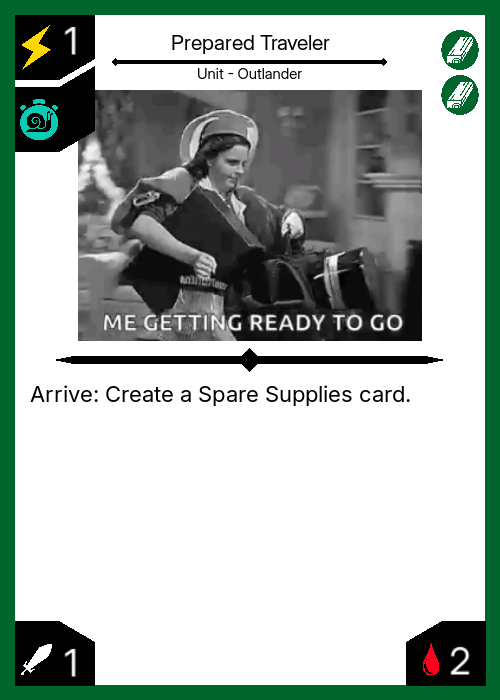 1
Prepared Traveler
Unit - Outlander
ME GETTING READY TO GO
Arrive: Create a Spare Supplies card.
1
2